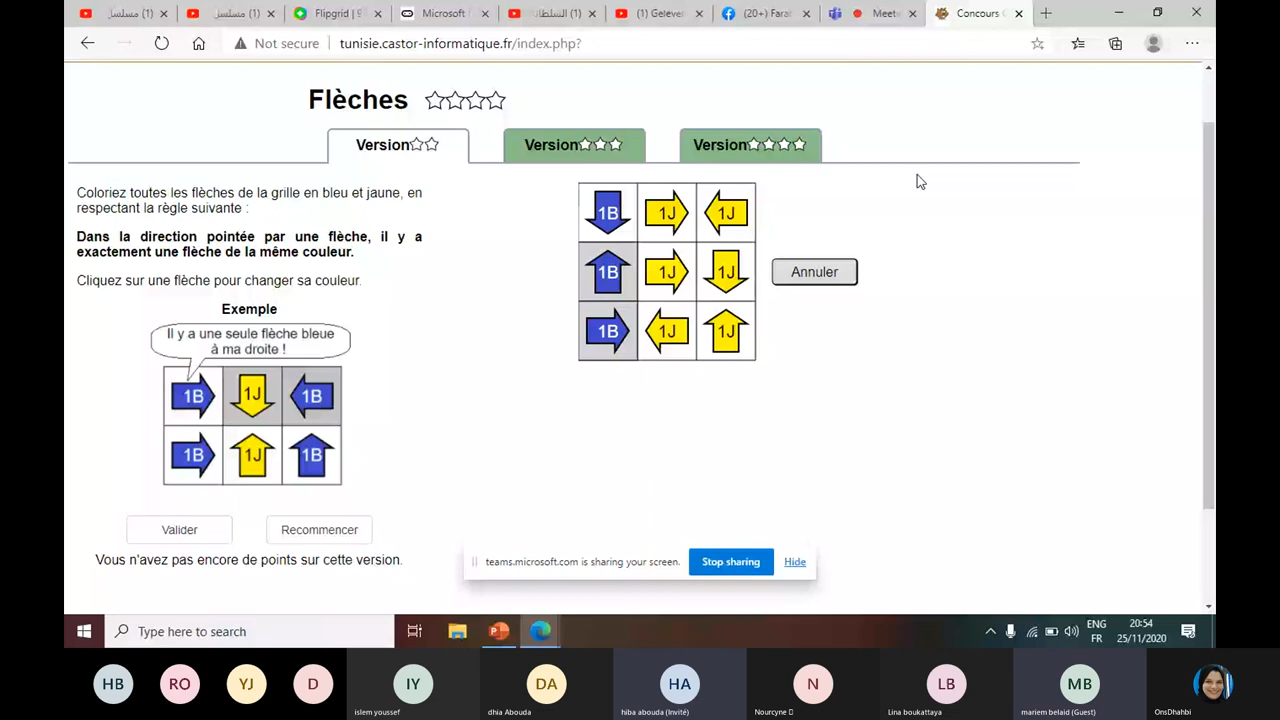 (1) مسلسل
(1) مسلسل
Flipgrid | 9
Microsoft
(1) السلطان
(1) Geleve
(20+) Fara
Meet
Concours C
Not secure
tunisie.castor-informatique.fr/index.php?
Flèches
Version
Version
Version
Coloriez toutes les flèches de la grille en bleu et jaune, en
respectant la règle suivante :
Dans la direction pointée par une flèche, il y a
exactement une flèche de la même couleur.
Cliquez sur une flèche pour changer sa couleur.
Exemple
Il y a une seule flèche bleue
à ma droite !
1B 1J 1B
1B 1J 1B
1B 1J 1J
1B 1J 1J
1B 1J 1J
Annuler
Valider
Recommencer
Vous n'avez pas encore de points sur cette version.
teams.microsoft.com is sharing your screen.
Stop sharing
Hide
Type here to search
ENG
FR
20:54
25/11/2020
HB
RO
YJ
D
IY
islem youssef
DA
dhia Abouda
HA
hiba abouda (Invité)
N
Nourcyne
LB
Lina boukattaya
MB
mariem belaid (Guest)
OnsDhahbi